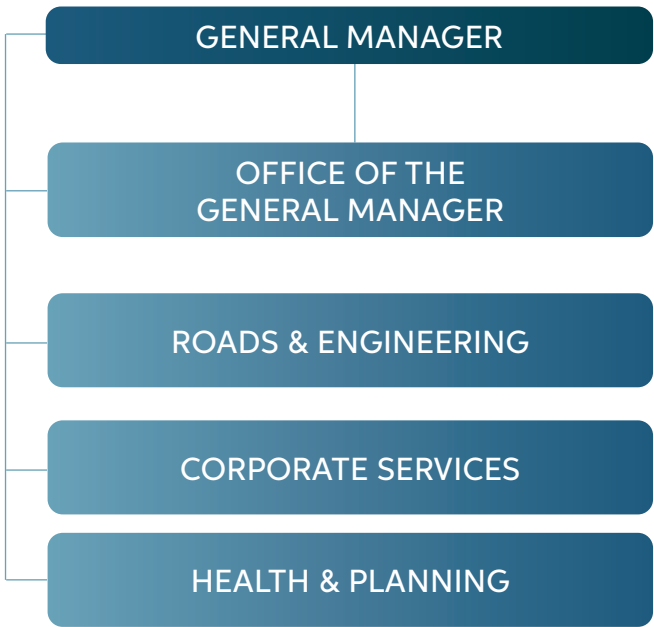 GENERAL MANAGER
OFFICE OF THE
GENERAL MANAGER
ROADS & ENGINEERING
CORPORATE SERVICES
HEALTH & PLANNING